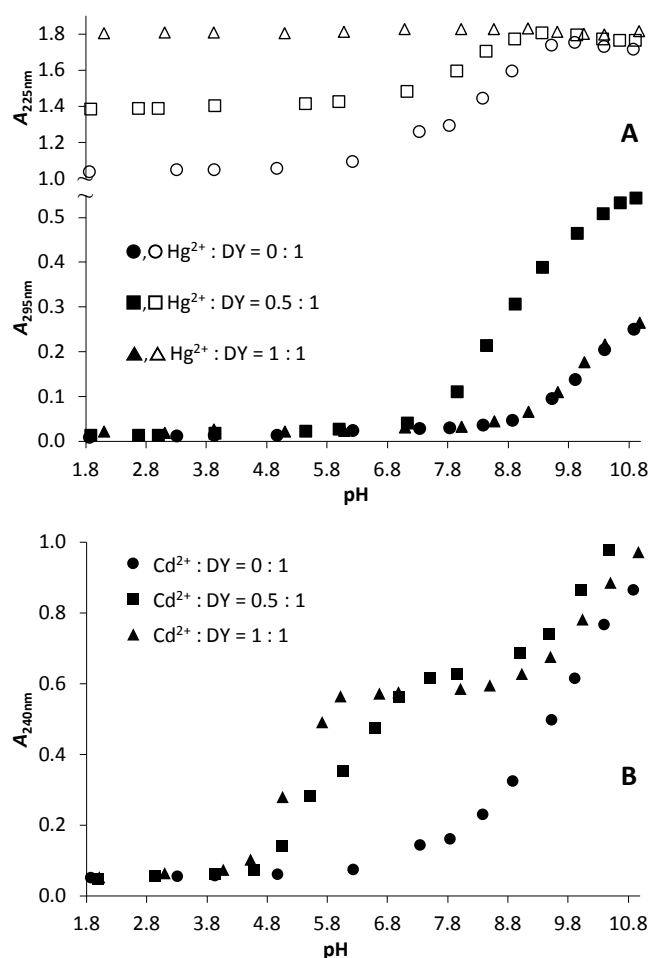 A225nm
1.8
1.6
1.4
1.2
1.0
A
A295nm
0.5
0.4
0.3
0.2
0.1
0.0
●,○ Hg²⁺ : DY = 0 : 1
■,□ Hg²⁺ : DY = 0.5 : 1
▲,△ Hg²⁺ : DY = 1 : 1
1.8 2.8 3.8 4.8 5.8 6.8 7.8 8.8 9.8 10.8
pH
A240nm
1.0
0.8
0.6
0.4
0.2
0.0
● Cd²⁺ : DY = 0 : 1
■ Cd²⁺ : DY = 0.5 : 1
▲ Cd²⁺ : DY = 1 : 1
B
1.8 2.8 3.8 4.8 5.8 6.8 7.8 8.8 9.8 10.8
pH